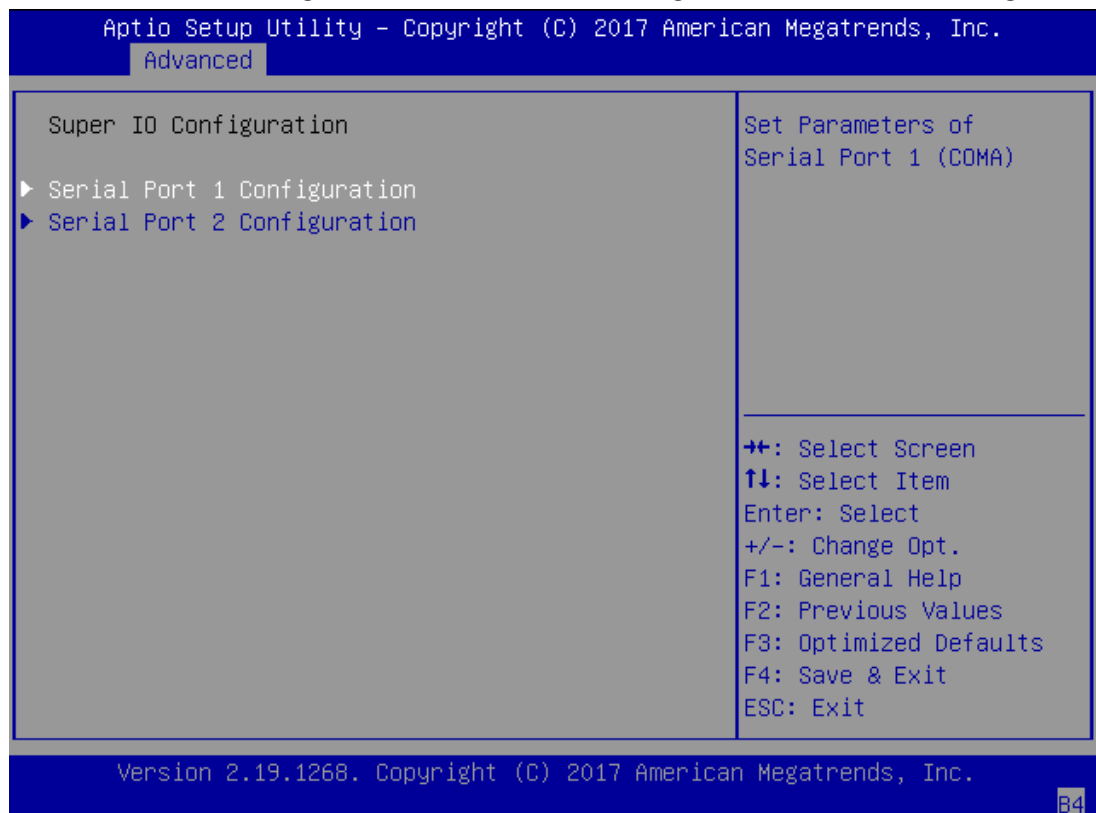 Aptio Setup Utility – Copyright (C) 2017 American Megatrends, Inc.
Advanced
Super IO Configuration
▶ Serial Port 1 Configuration
▶ Serial Port 2 Configuration
Set Parameters of
Serial Port 1 (COMA)
→←: Select Screen
↑↓: Select Item
Enter: Select
+/-: Change Opt.
F1: General Help
F2: Previous Values
F3: Optimized Defaults
F4: Save & Exit
ESC: Exit
Version 2.19.1268. Copyright (C) 2017 American Megatrends, Inc.
B4